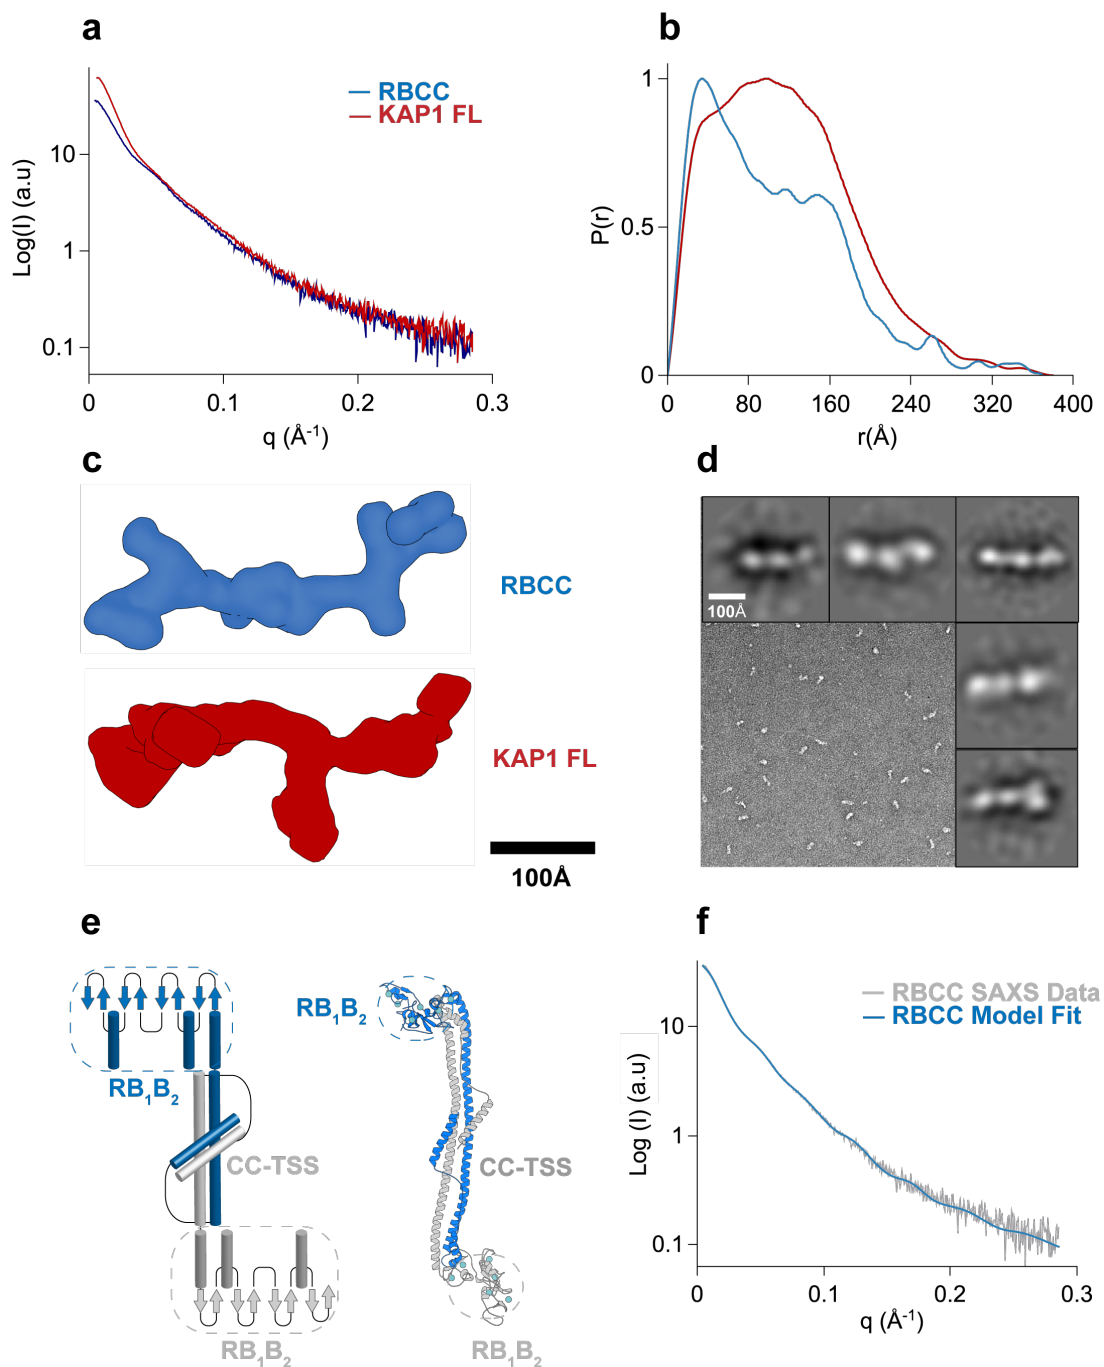 a
RBCC
KAP1 FL
10
1
0.1
Log(I) (a.u)
0
0.1
0.2
0.3
q (Å-1)
b
1
0.5
0
P(r)
0
80
160
240
320
400
r(Å)
c
RBCC
KAP1 FL
100Å
d
100Å
e
RB1B2
CC-TSS
RB1B2
RB1B2
CC-TSS
RB1B2
f
RBCC SAXS Data
RBCC Model Fit
10
1
0.1
Log (I) (a.u)
0
0.1
0.2
0.3
q (Å-1)